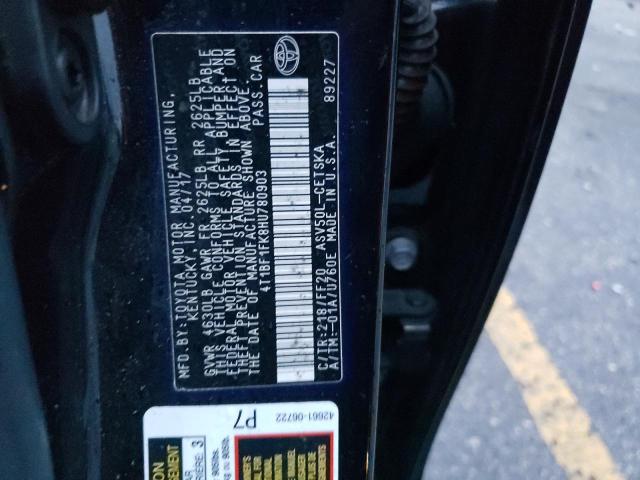 MFD.BY:TOYOTA MOTOR MANUFACTURING,
KENTUCKY, INC. 04/17
GVWR 4630LB GAWR FR 2625LB RR 2625LB
THIS VEHICLE CONFORMS TO ALL APPLICABLE
FEDERAL MOTOR VEHICLE SAFETY, BUMPER, AND
THEFT PREVENTION STANDARDS IN EFFECT ON
THE DATE OF MANUFACTURE SHOWN ABOVE.
4T1BF1FK8HU780903 PASS.CAR
C/TR:218/FF20 ASV50L-CETSKA
A/TM:-01A/U760E MADE IN U.S.A.
89227
42661-06722
P7